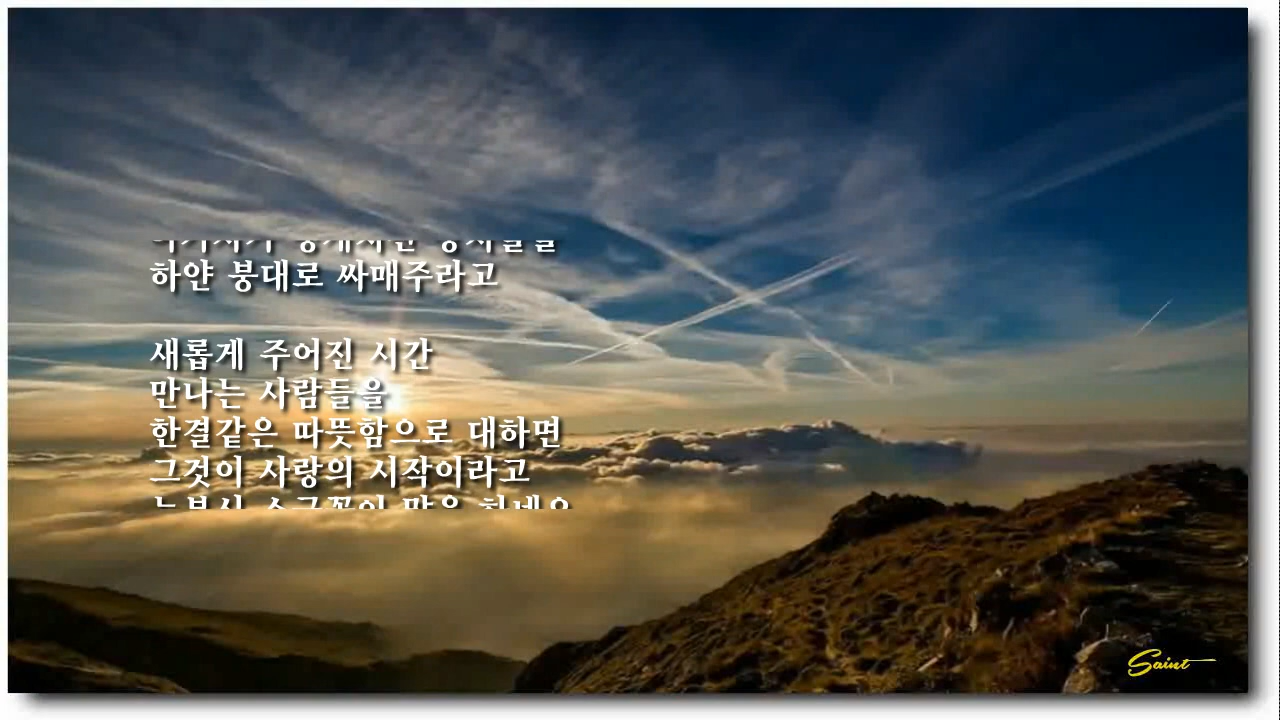 하얀 붕대로 싸매주라고
새롭게 주어진 시간
만나는 사람들을
한결같은 따뜻함으로 대하면
그것이 사랑의 시작이라고
Saint